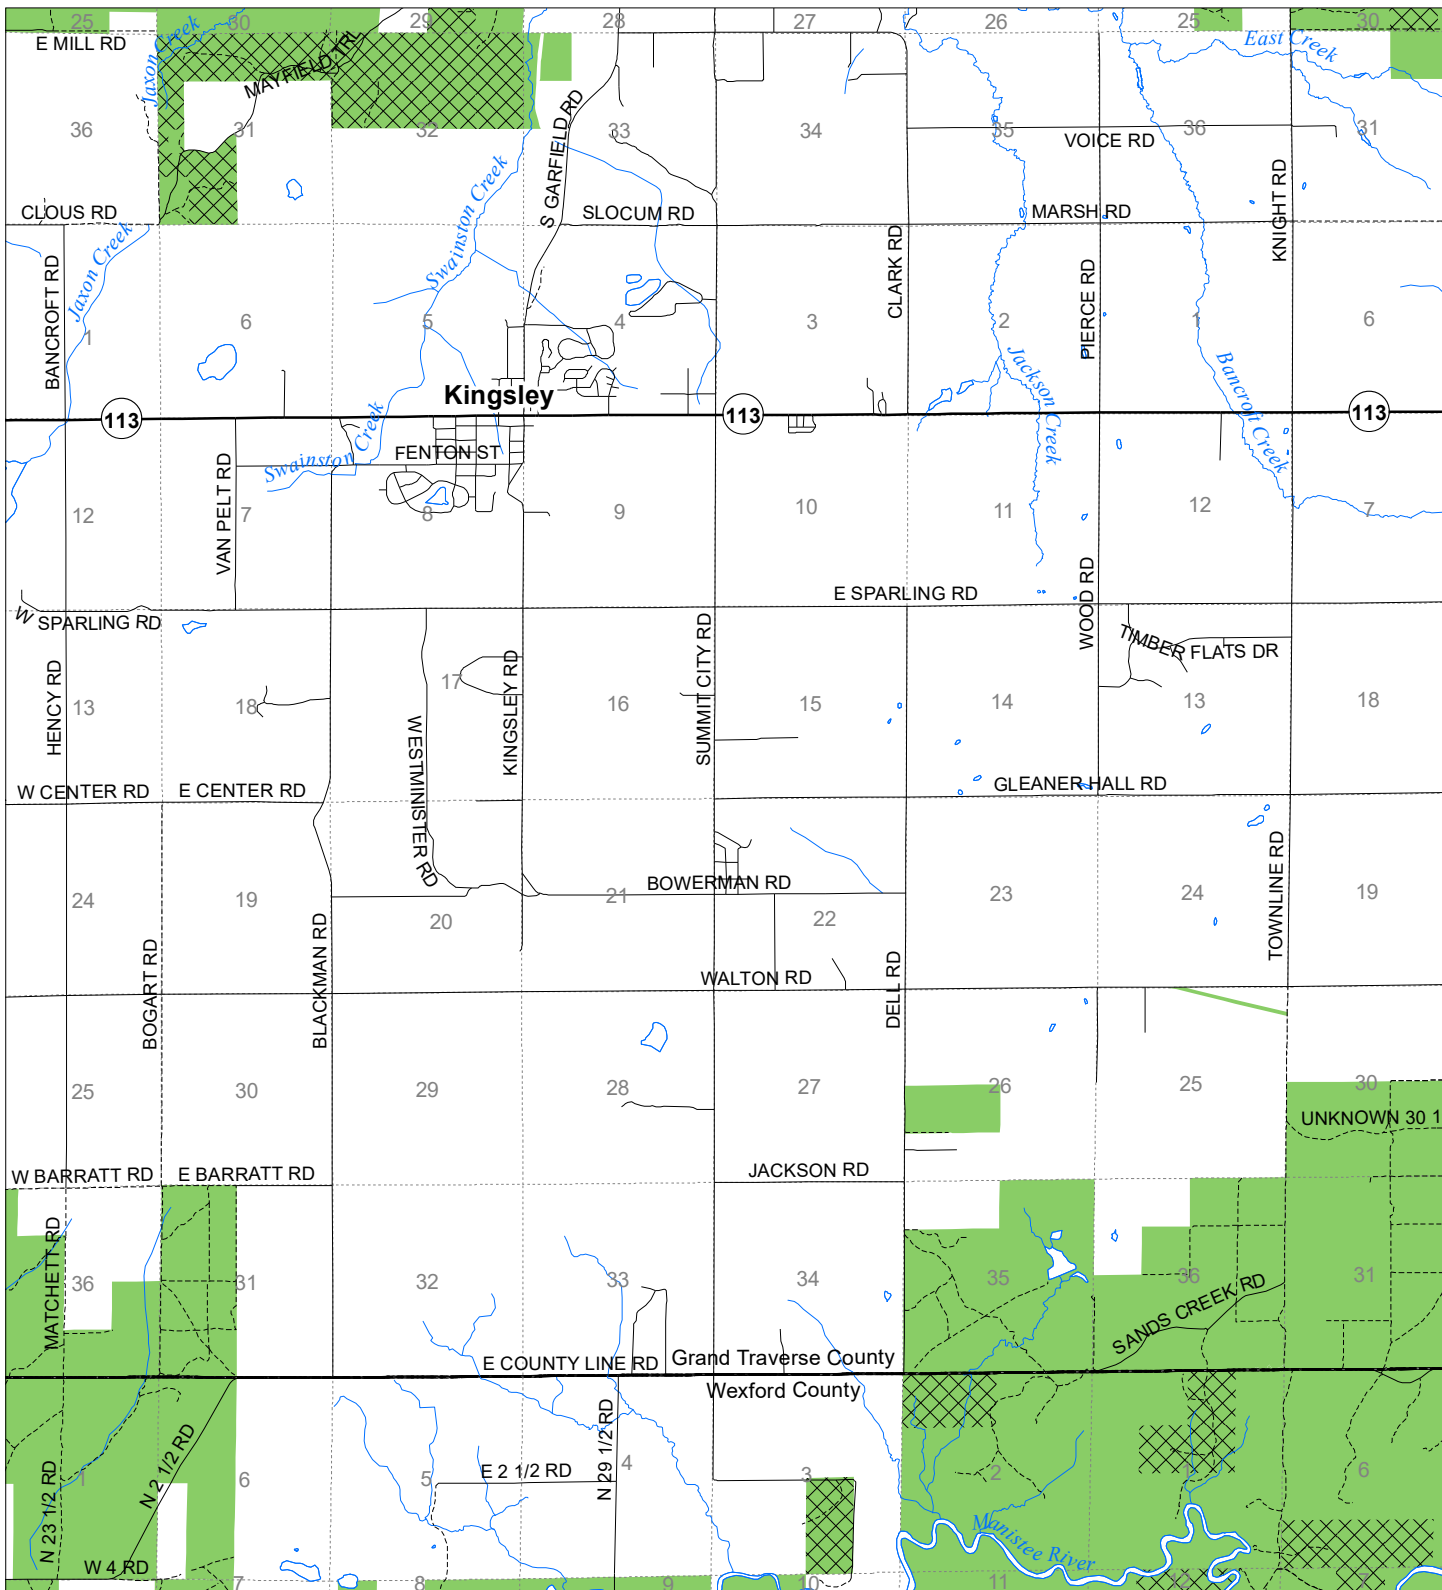 25
30
29
28
27
26
25
30
E MILL RD
Jaxon Creek
MAYFIELD TRL
East Creek
36
31
32
33
34
35
36
31
VOICE RD
S GARFIELD RD
KNIGHT RD
Swainston Creek
CLOUS RD
SLOCUM RD
MARSH RD
Jaxon Creek
BANCROFT RD
CLARK RD
PIERCE RD
1
6
5
4
3
2
1
6
Jackson Creek
Bancroft Creek
Kingsley
113
113
113
Swainston Creek
FENTON ST
VAN PELT RD
12
7
8
9
10
11
12
7
E SPARLING RD
WOOD RD
W SPARLING RD
TIMBER FLATS DR
HENCY RD
KINGSLEY RD
SUMMIT CITY RD
13
18
17
16
15
14
13
18
WESTMINISTER RD
W CENTER RD
E CENTER RD
GLEANER HALL RD
TOWNLINE RD
BOWERMAN RD
24
19
20
21
22
23
24
19
BOGART RD
BLACKMAN RD
WALTON RD
DELL RD
25
30
29
28
27
26
25
30
UNKNOWN 30 1
W BARRATT RD
E BARRATT RD
JACKSON RD
MATCHETT RD
36
31
32
33
34
35
36
31
SANDS CREEK RD
E COUNTY LINE RD
Grand Traverse County
Wexford County
N 23 1/2 RD
N 2 1/2 RD
N 29 1/2 RD
1
6
5
E 2 1/2 RD
4
3
2
1
6
Manistee River
W 4 RD
7
8
9
10
11
12
7